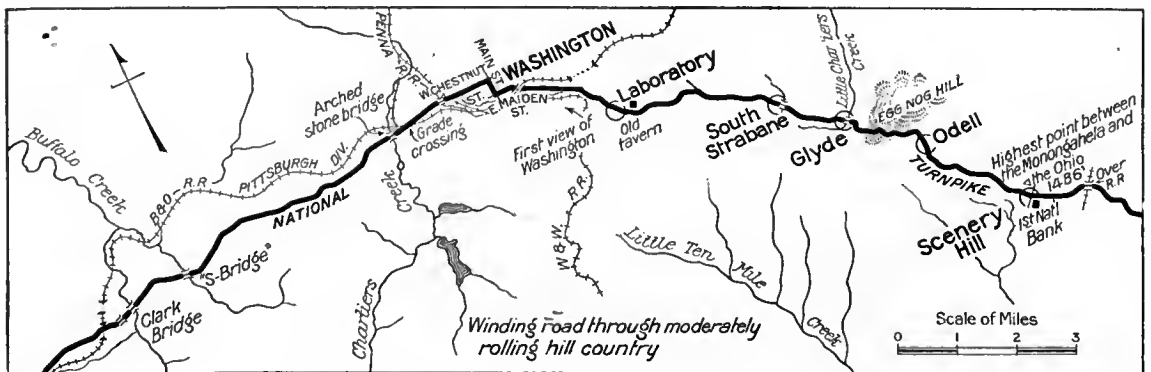 PENNA
R.R.
W. CHESTNUT
ST.
MAIN
ST.
WASHINGTON
E. MAIDEN
ST.
Arched
stone bridge
Grade
crossing
First view of
Washington
Laboratory
Old
tavern
South
Strabane
Little Chartiers
Creek
Glyde
EGG NOG HILL
Odell
TURNPIKE
Highest point between
the Monongahela and
the Ohio
1486'
Over
R.R.
1st Nat'l
Bank
Scenery
Hill
Buffalo
Creek
B&O R.R.
PITTSBURGH DIV.
NATIONAL
"S-Bridge"
Clark
Bridge
Chartiers Creek
W. & W. R.R.
Little Ten Mile Creek
Winding road through moderately
rolling hill country
Scale of Miles
0 1 2 3